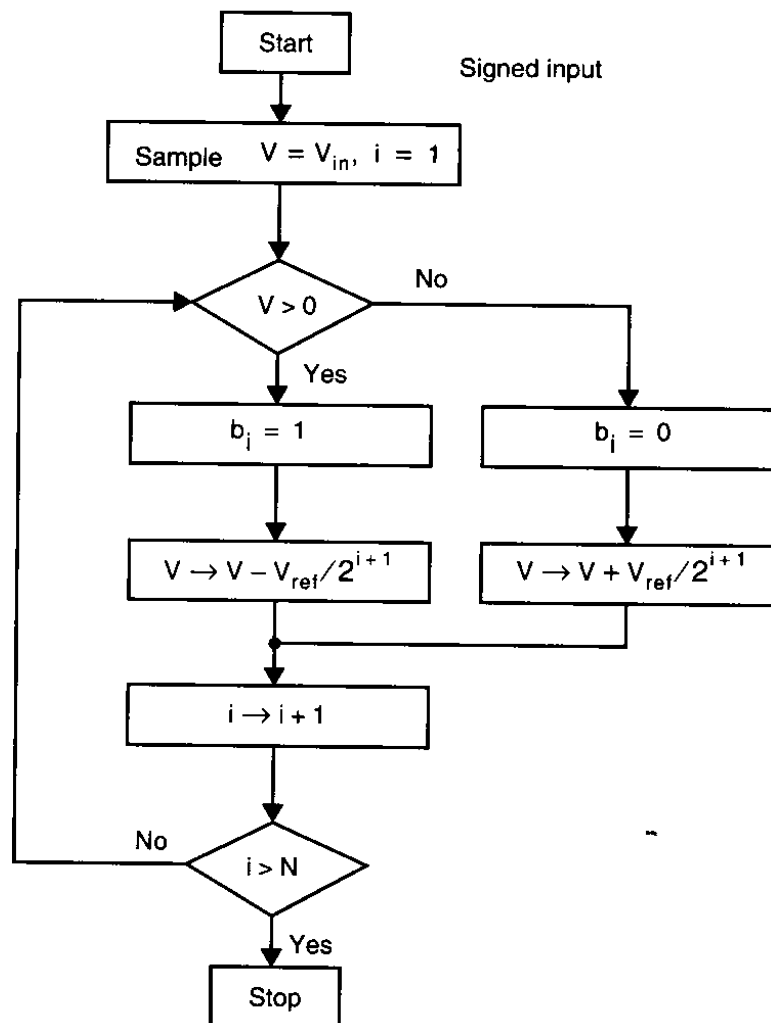 Start
Signed input
Sample V = V_in, i = 1
V > 0
No
Yes
b_i = 1
b_i = 0
V → V − V_ref/2^{i+1}
V → V + V_ref/2^{i+1}
i → i + 1
No
i > N
Yes
Stop